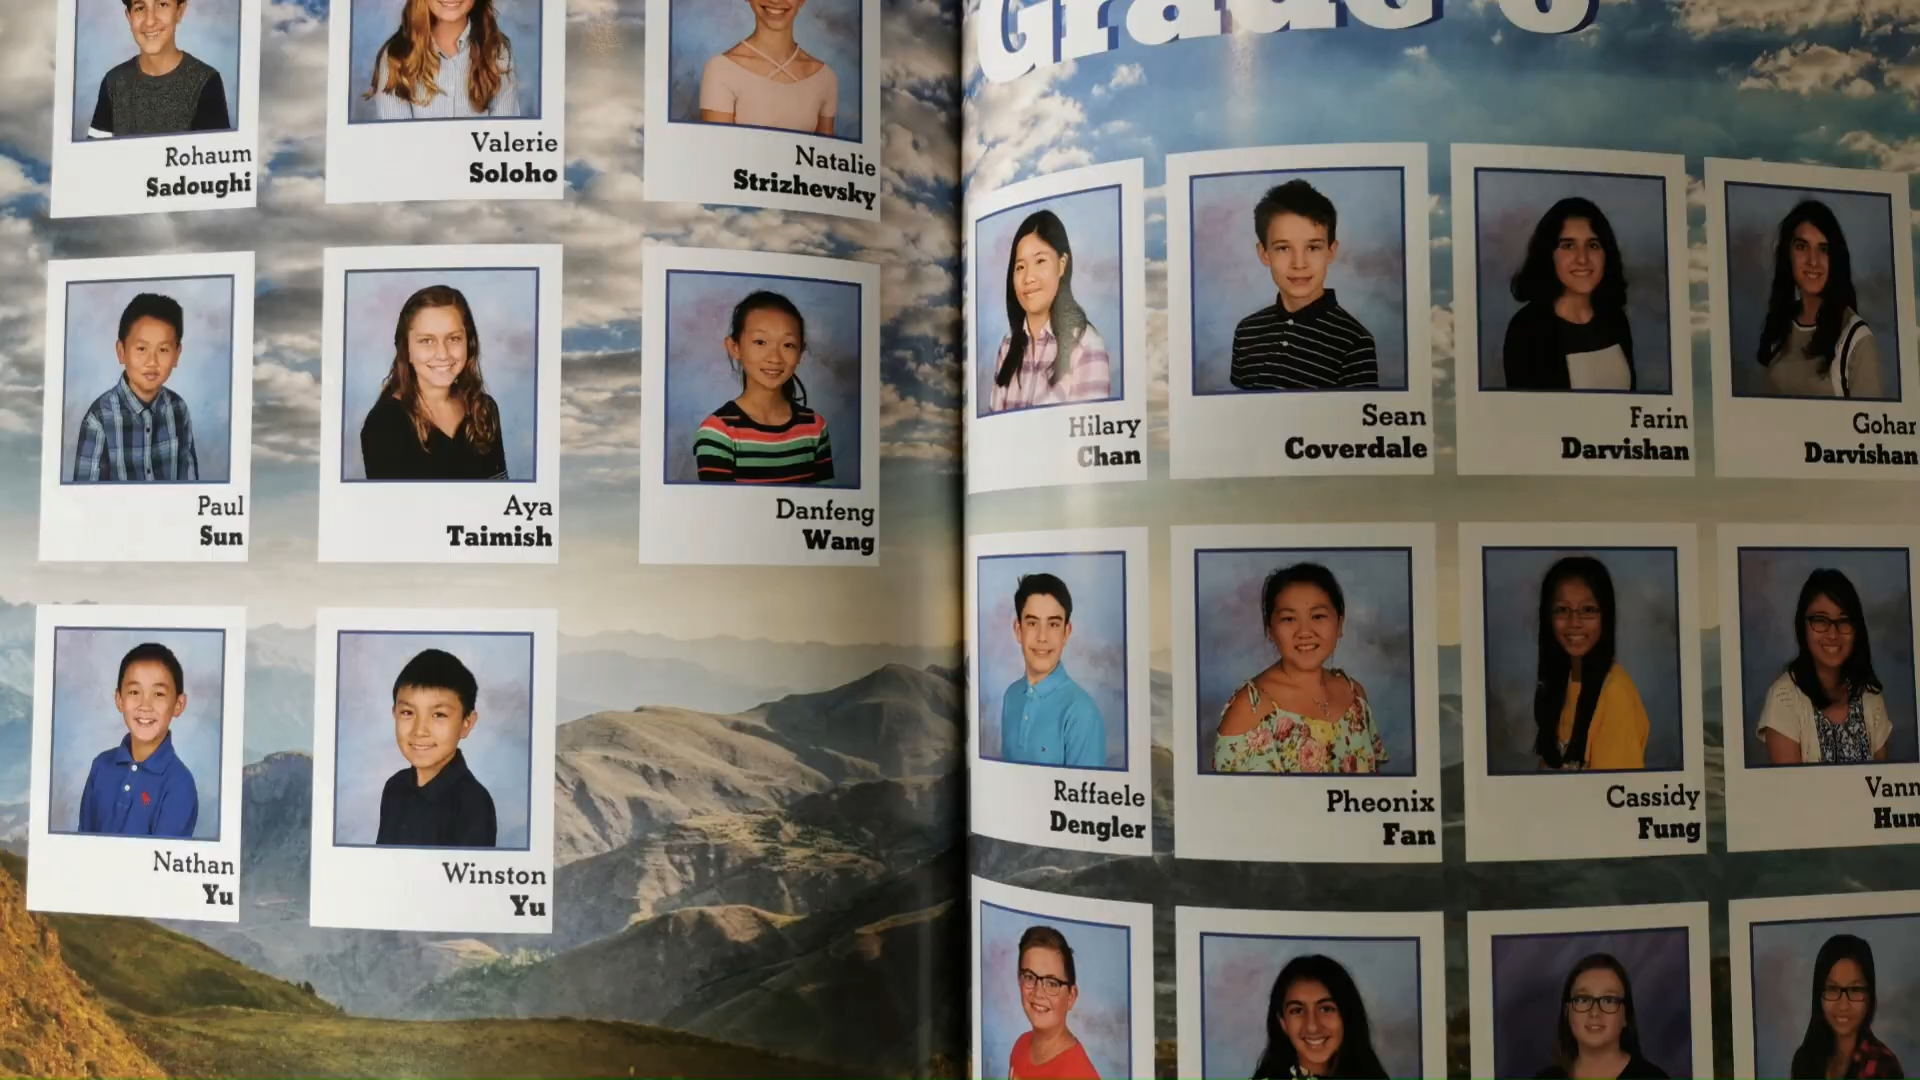 Rohaum
Sadoughi
Valerie
Soloho
Natalie
Strizhevsky
Paul
Sun
Aya
Taimish
Danfeng
Wang
Nathan
Yu
Winston
Yu
Grade
Hilary
Chan
Sean
Coverdale
Farin
Darvishan
Gohar
Darvishan
Raffaele
Dengler
Pheonix
Fan
Cassidy
Fung
Vann
Hun